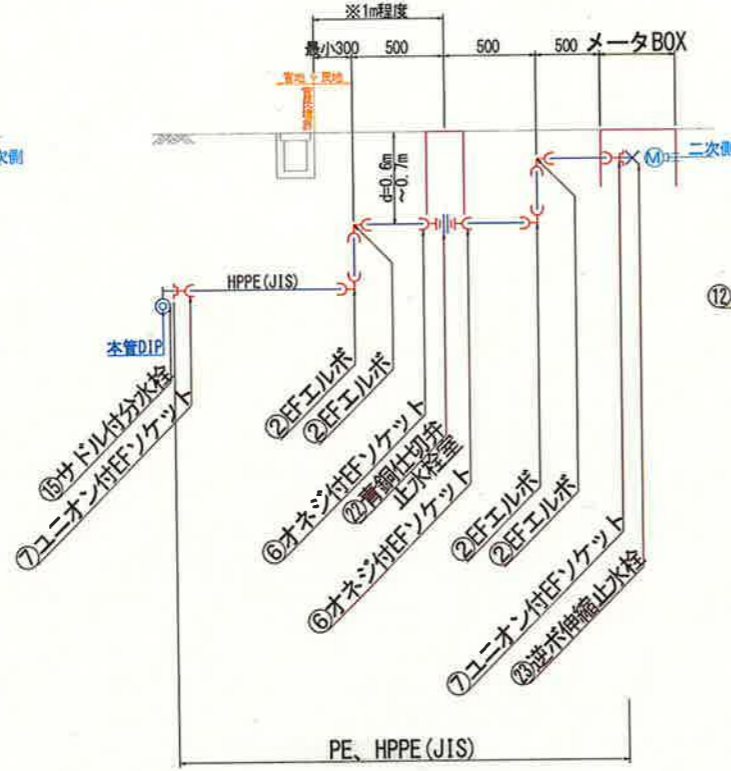 ※1m程度
最小300 500 500 500 メータBOX
官地 民地
官民境界
次側
d=0.6m
~0.7m
M 二次側
HPPE(JIS)
⑫
本管DIP
⑮サドル付分水栓
⑦ユニオン付EFソケット
②EFエルボ
②EFエルボ
⑥オネジ付EFソケット
㉒青銅仕切弁
止水栓室
⑥オネジ付EFソケット
②EFエルボ
②EFエルボ
⑦ユニオン付EFソケット
㉓逆ボ伸縮止水栓
PE、HPPE(JIS)